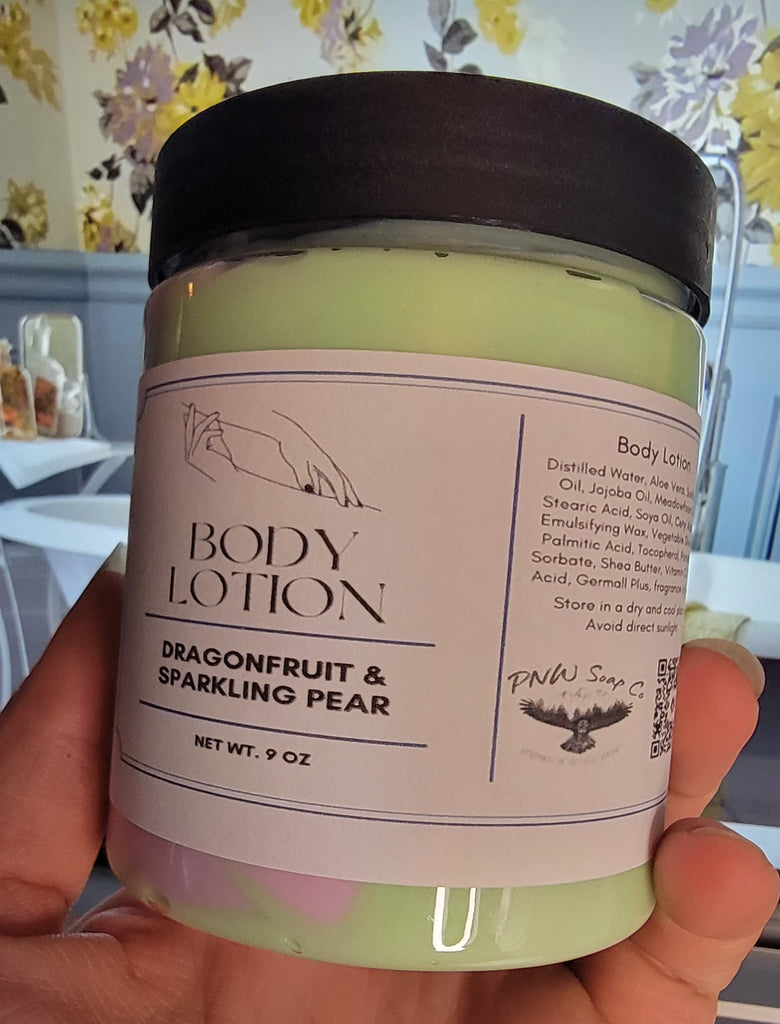 BODY
LOTION
DRAGONFRUIT &
SPARKLING PEAR
NET WT. 9 OZ
Body Lotion
Distilled Water, Aloe Vera,
Oil, Jojoba Oil,
Stearic Acid, Soya Oil,
Emulsifying Wax, Vegetable
Palmitic Acid, Tocopherol,
Sorbate, Shea Butter, Vitamin
Acid, Germall Plus, fragrance
Store in a dry and cool
Avoid direct sunlight
PNW Soap Co